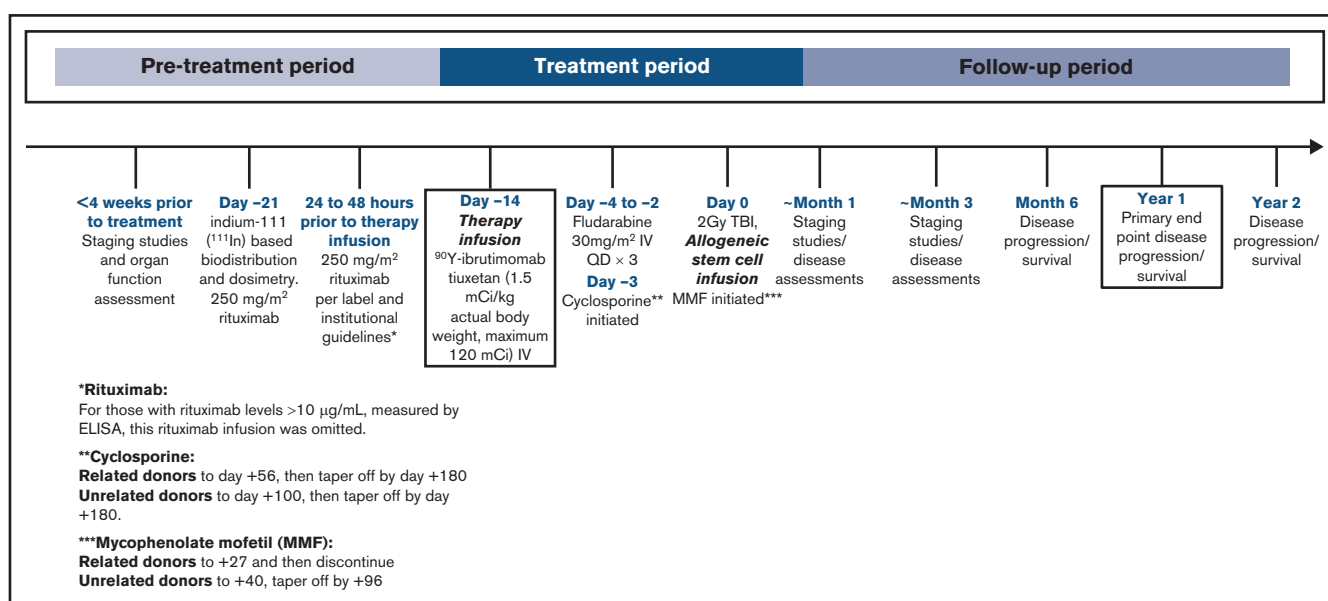 Pre-treatment period
Treatment period
Follow-up period
<4 weeks prior
to treatment
Staging studies
and organ
function
assessment
Day −21
indium-111
(¹¹¹In) based
biodistribution
and dosimetry.
250 mg/m²
rituximab
24 to 48 hours
prior to therapy
infusion
250 mg/m²
rituximab
per label and
institutional
guidelines*
Day −14
Therapy
infusion
⁹⁰Y-ibrutimomab
tiuxetan (1.5
mCi/kg
actual body
weight, maximum
120 mCi) IV
Day −4 to −2
Fludarabine
30mg/m² IV
QD × 3
Day −3
Cyclosporine**
initiated
Day 0
2Gy TBI,
Allogeneic
stem cell
infusion
MMF initiated***
~Month 1
Staging
studies/
disease
assessments
~Month 3
Staging
studies/
disease
assessments
Month 6
Disease
progression/
survival
Year 1
Primary end
point disease
progression/
survival
Year 2
Disease
progression/
survival
*Rituximab:
For those with rituximab levels >10 μg/mL, measured by
ELISA, this rituximab infusion was omitted.
**Cyclosporine:
Related donors to day +56, then taper off by day +180
Unrelated donors to day +100, then taper off by day
+180.
***Mycophenolate mofetil (MMF):
Related donors to +27 and then discontinue
Unrelated donors to +40, taper off by +96